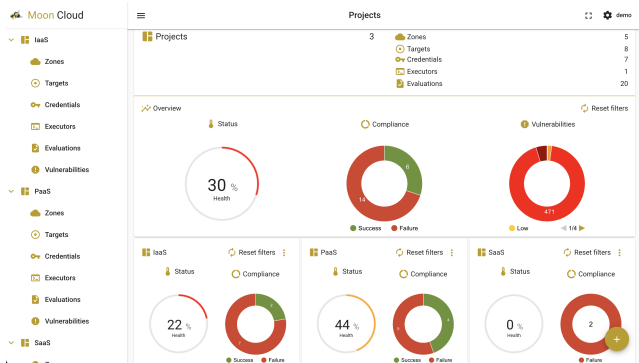 Moon Cloud
Projects
demo
IaaS
Zones
Targets
Credentials
Executors
Evaluations
Vulnerabilities
PaaS
Zones
Targets
Credentials
Executors
Evaluations
Vulnerabilities
SaaS
Projects 3
Zones 5
Targets 8
Credentials 7
Executors 1
Evaluations 20
Overview
Reset filters
Status
30 %
Health
Compliance
6
14
Success Failure
Vulnerabilities
471
Low 1/4
IaaS
Reset filters
Status
22 %
Health
Compliance
Success Failure
PaaS
Reset filters
Status
44 %
Health
Compliance
Success Failure
SaaS
Reset filters
Status
0 %
Health
Compliance
2
Failure
+